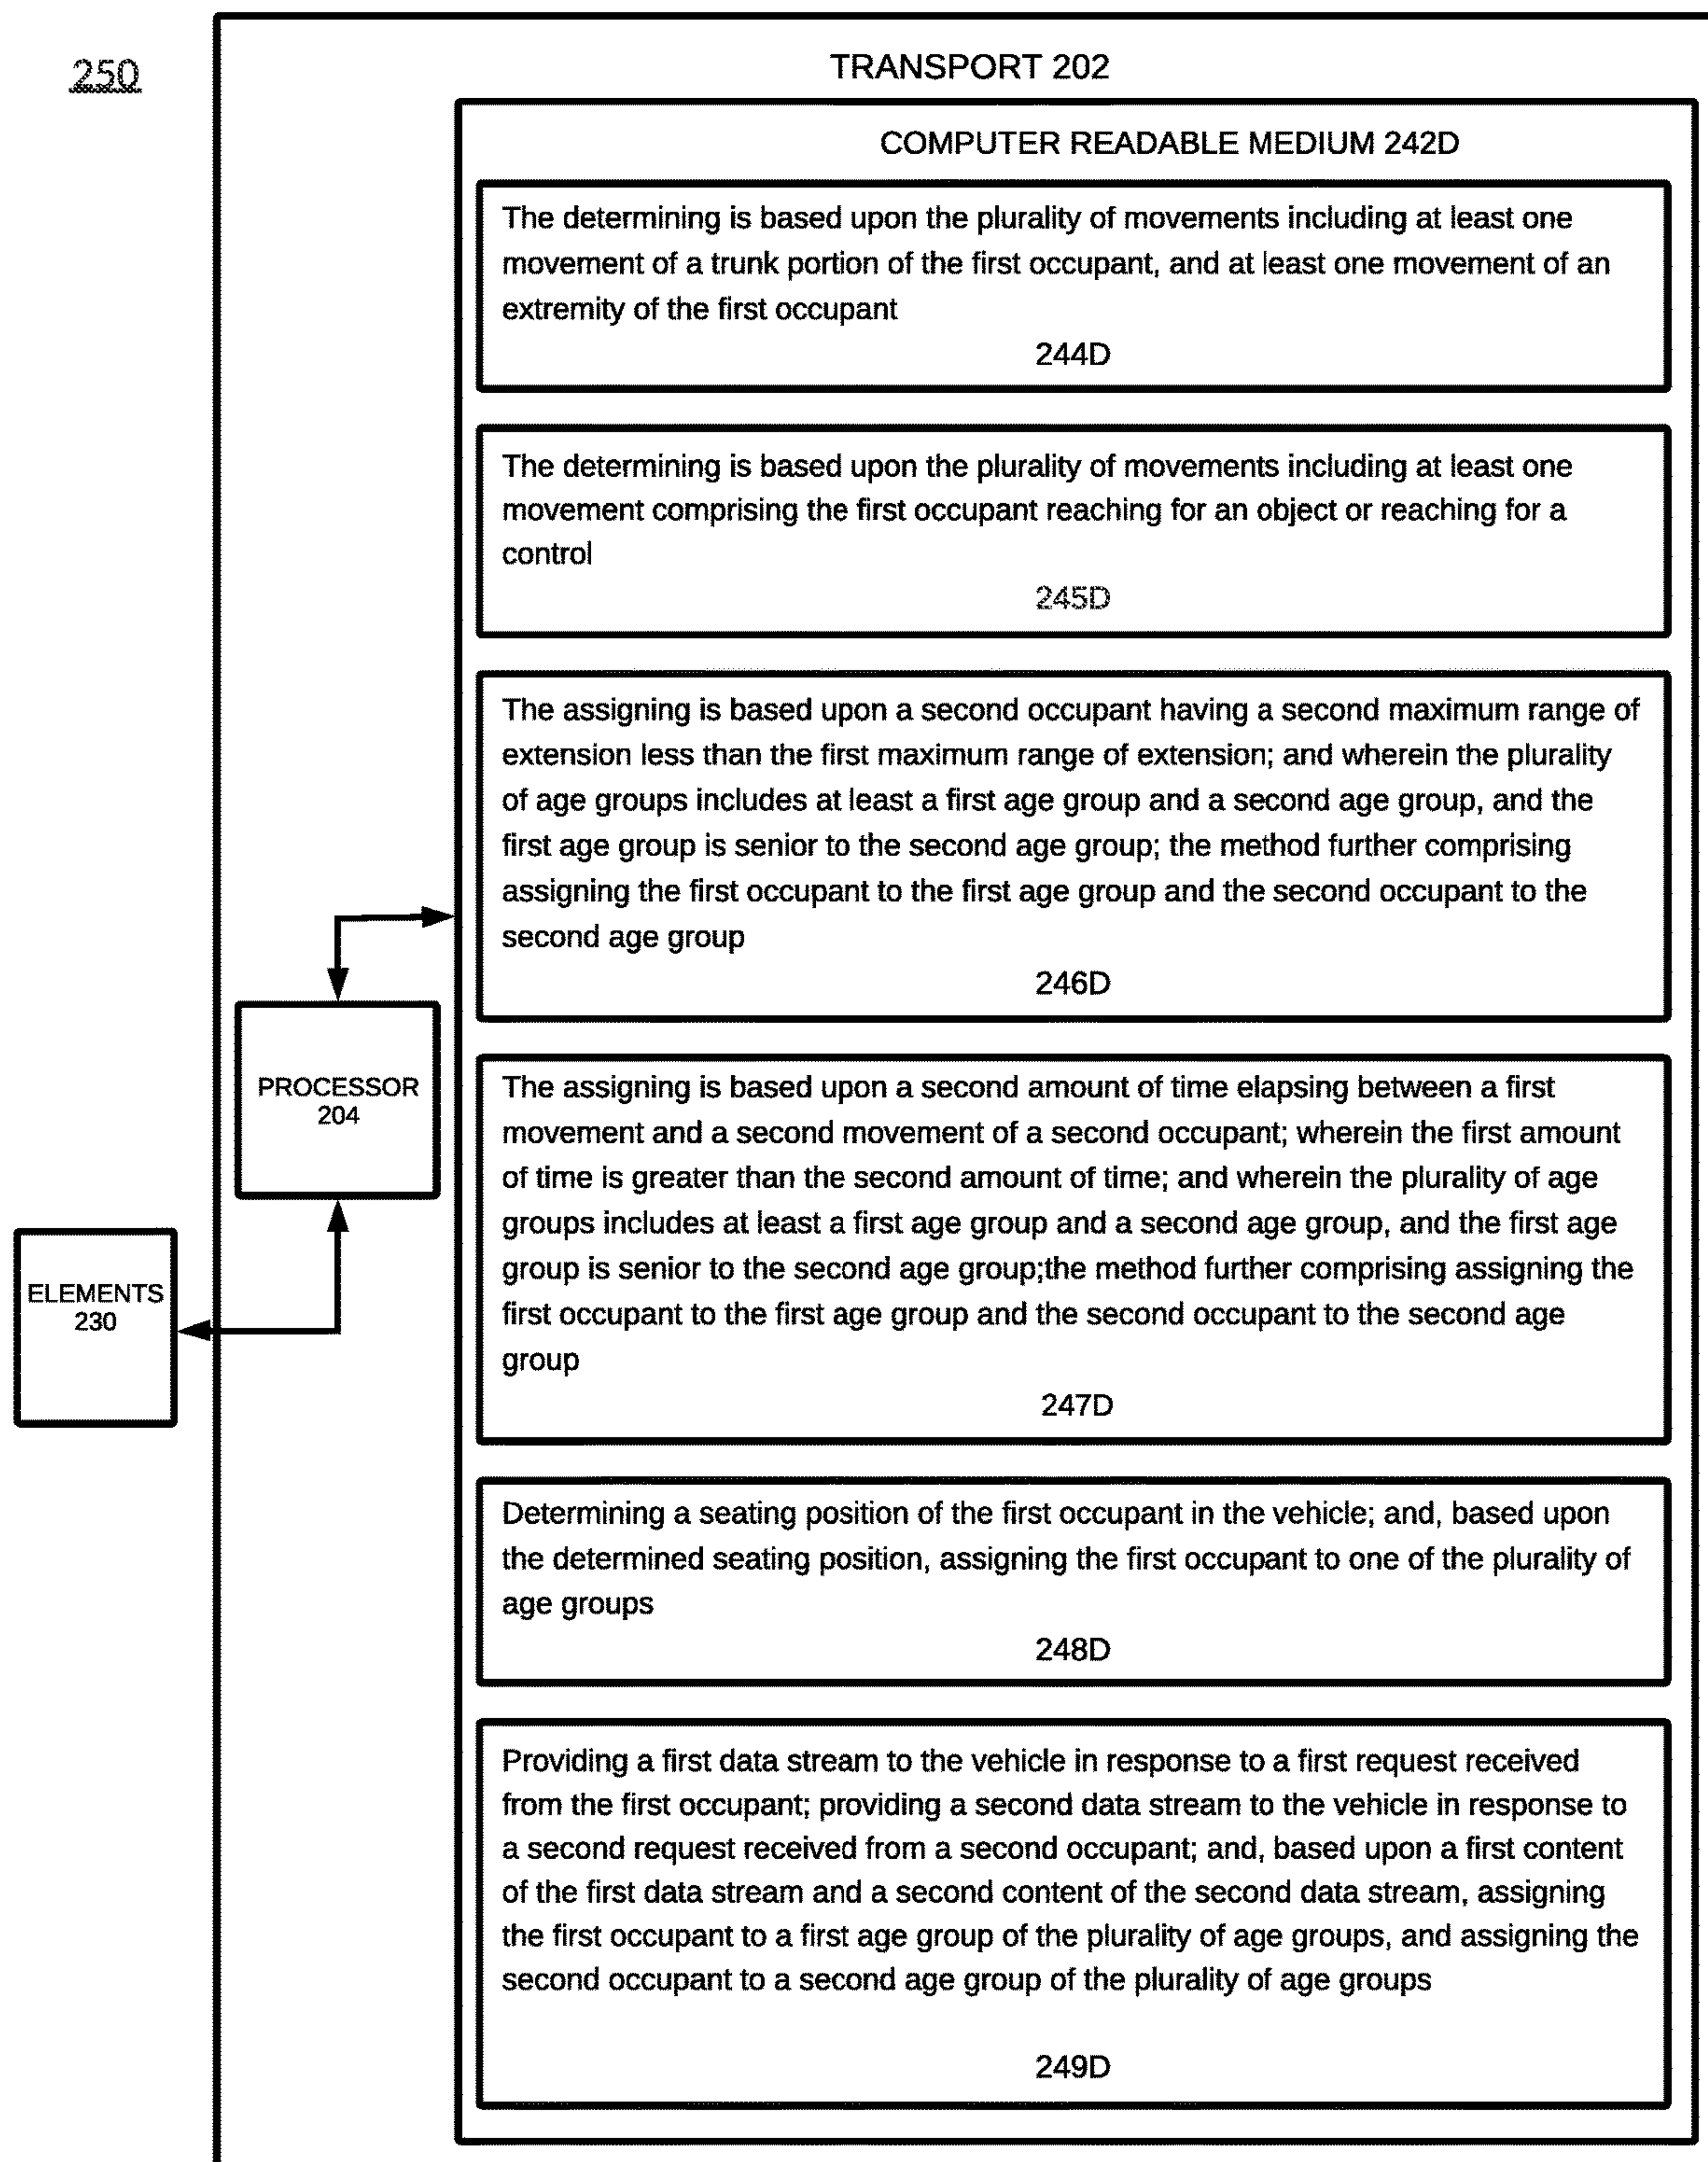 250
TRANSPORT 202
COMPUTER READABLE MEDIUM 242D
The determining is based upon the plurality of movements including at least one
movement of a trunk portion of the first occupant, and at least one movement of an
extremity of the first occupant
244D
The determining is based upon the plurality of movements including at least one
movement comprising the first occupant reaching for an object or reaching for a
control
245D
The assigning is based upon a second occupant having a second maximum range of
extension less than the first maximum range of extension; and wherein the plurality
of age groups includes at least a first age group and a second age group, and the
first age group is senior to the second age group; the method further comprising
assigning the first occupant to the first age group and the second occupant to the
second age group
246D
PROCESSOR
204
The assigning is based upon a second amount of time elapsing between a first
movement and a second movement of a second occupant; wherein the first amount
of time is greater than the second amount of time; and wherein the plurality of age
groups includes at least a first age group and a second age group, and the first age
group is senior to the second age group;the method further comprising assigning the
first occupant to the first age group and the second occupant to the second age
group
247D
ELEMENTS
230
Determining a seating position of the first occupant in the vehicle; and, based upon
the determined seating position, assigning the first occupant to one of the plurality of
age groups
248D
Providing a first data stream to the vehicle in response to a first request received
from the first occupant; providing a second data stream to the vehicle in response to
a second request received from a second occupant; and, based upon a first content
of the first data stream and a second content of the second data stream, assigning
the first occupant to a first age group of the plurality of age groups, and assigning the
second occupant to a second age group of the plurality of age groups
249D